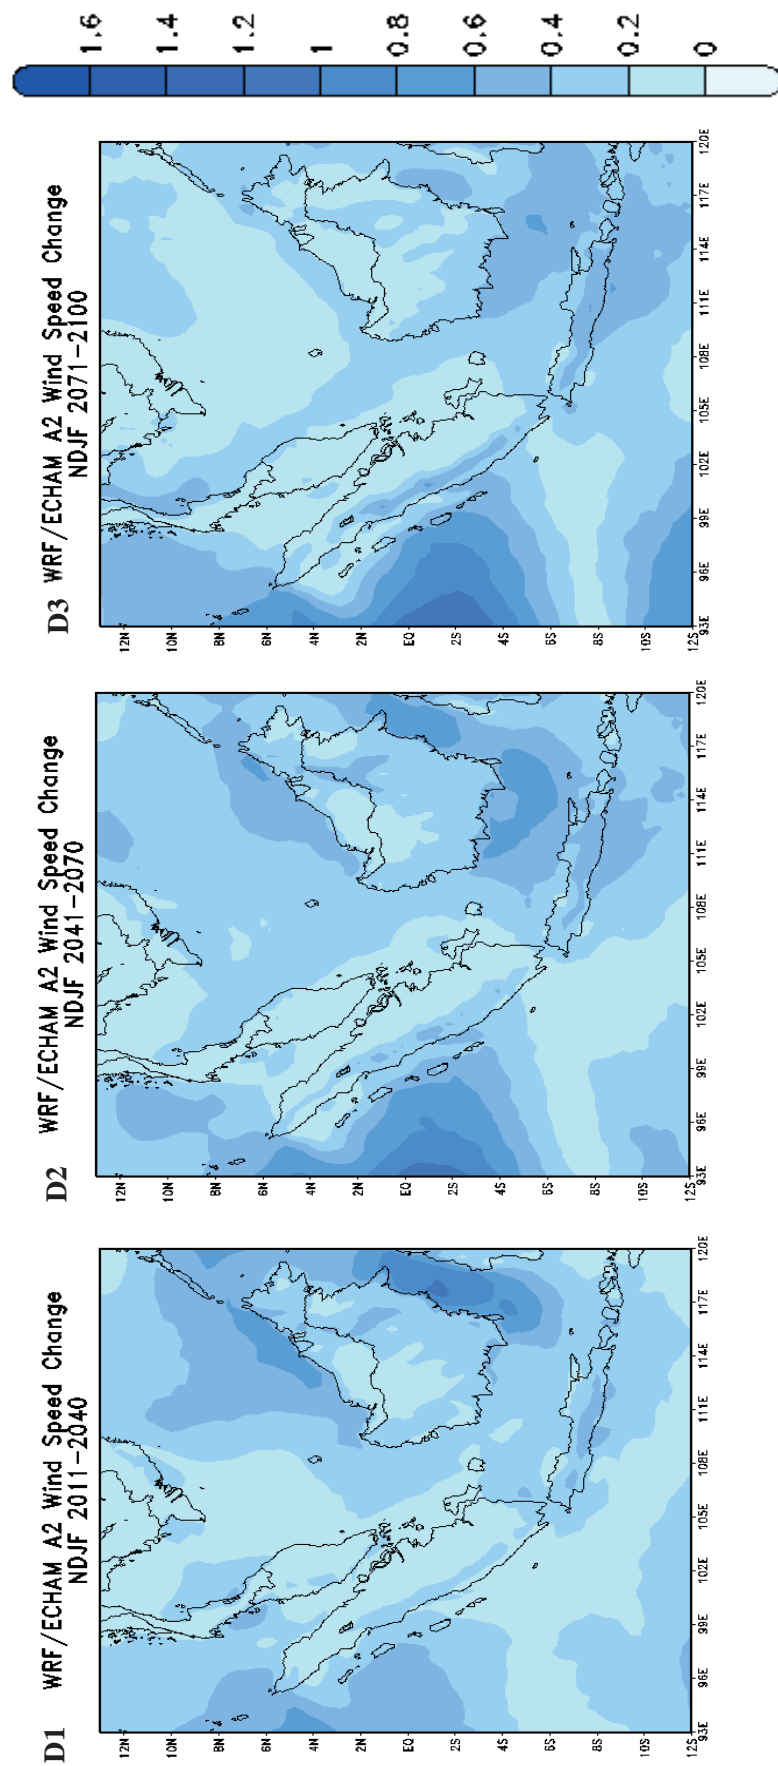 D1 WRF/ECHAM A2 Wind Speed Change
NDJF 2011-2040
12N
10N
8N
6N
4N
2N
EQ
2S
4S
6S
8S
10S
12S
93E
96E
99E
102E
105E
108E
111E
114E
117E
120E
6
D2 WRF/ECHAM A2 Wind Speed Change
NDJF 2041-2070
12N
10N
8N
6N
4N
2N
EQ
2S
4S
6S
8S
10S
12S
93E
96E
99E
102E
105E
108E
111E
114E
117E
120E
6
D3 WRF/ECHAM A2 Wind Speed Change
NDJF 2071-2100
12N
10N
8N
6N
4N
2N
EQ
2S
4S
6S
8S
10S
12S
93E
96E
99E
102E
105E
108E
111E
114E
117E
120E
6
1.6
1.4
1.2
1
0.8
0.6
0.4
0.2
0